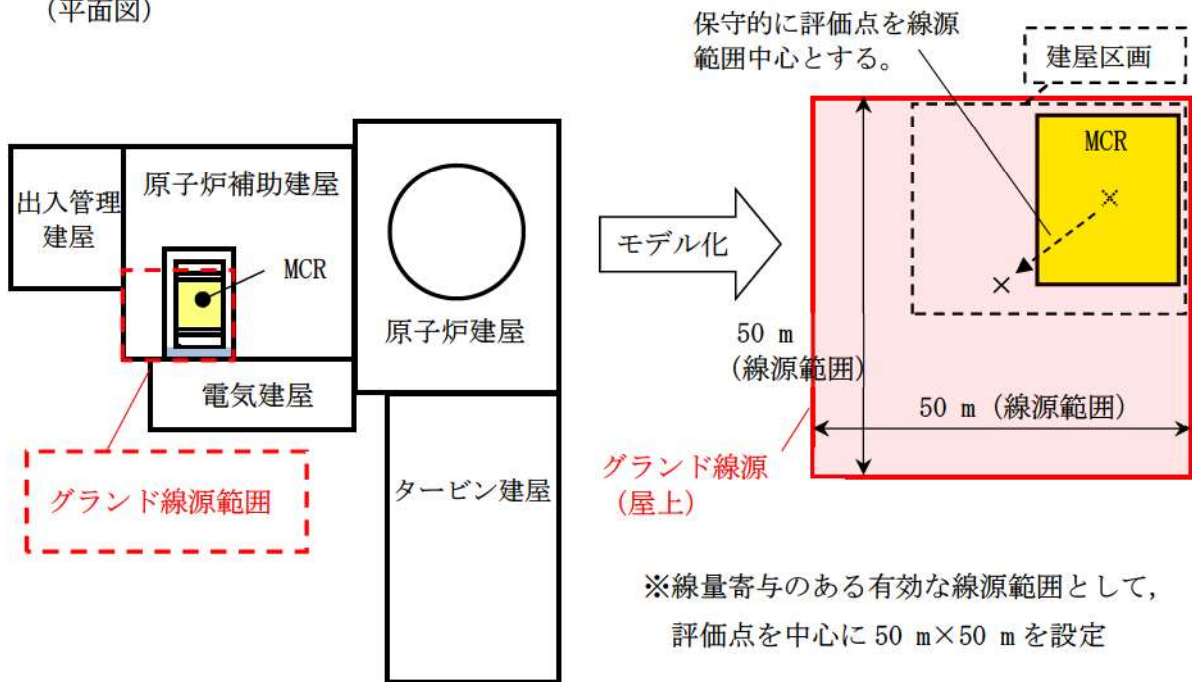 (平面図)
出入管理
建屋
原子炉補助建屋
MCR
原子炉建屋
電気建屋
タービン建屋
グランド線源範囲
モデル化
保守的に評価点を線源
範囲中心とする。
建屋区画
MCR
50 m
(線源範囲)
50 m (線源範囲)
グランド線源
(屋上)
※線量寄与のある有効な線源範囲として,
評価点を中心に 50 m×50 m を設定